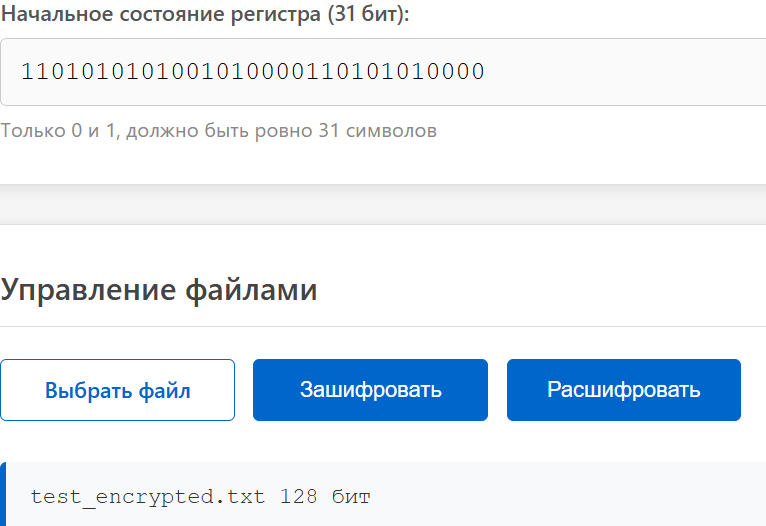 Начальное состояние регистра (31 бит):
1101010101001010000110101010000
Только 0 и 1, должно быть ровно 31 символов
Управление файлами
Выбрать файл
Зашифровать
Расшифровать
test_encrypted.txt 128 бит